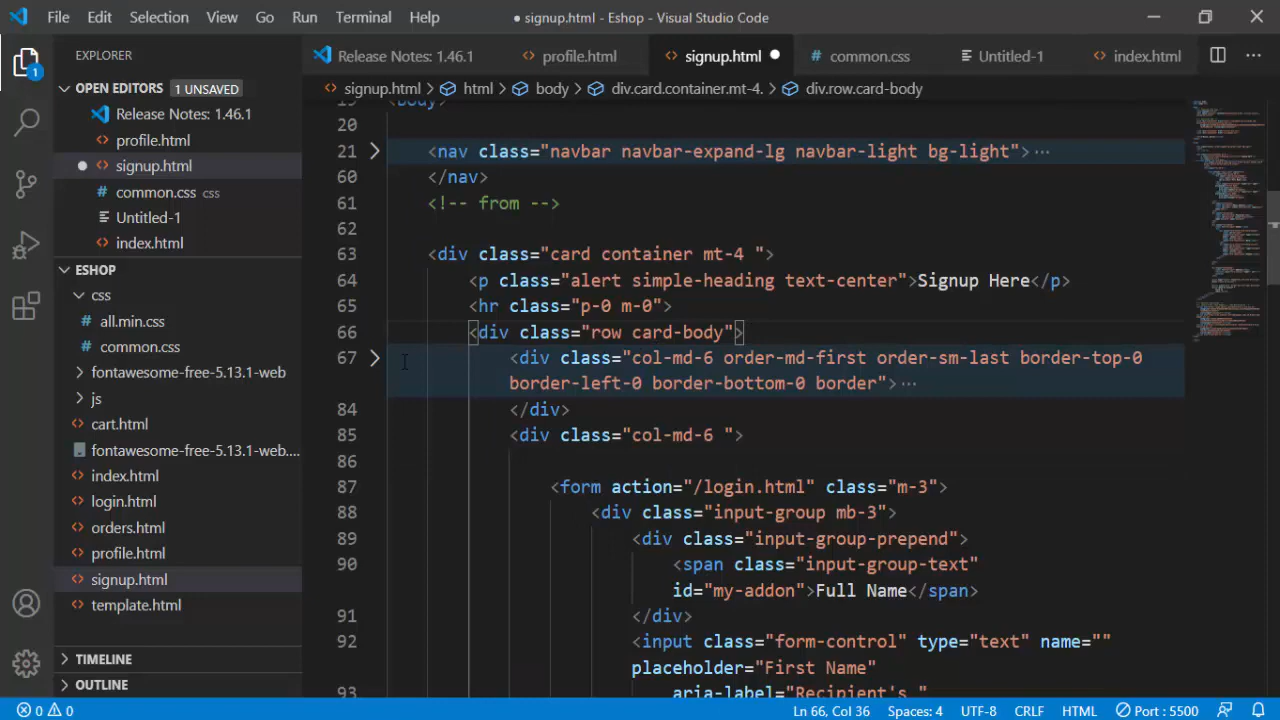 File Edit Selection View Go Run Terminal Help ● signup.html - Eshop - Visual Studio Code
EXPLORER
Release Notes: 1.46.1 profile.html signup.html common.css Untitled-1 index.html
signup.html html body div.card.container.mt-4. div.row.card-body
1
OPEN EDITORS 1 UNSAVED
Release Notes: 1.46.1
profile.html
signup.html
common.css css
Untitled-1
index.html
ESHOP
css
all.min.css
common.css
fontawesome-free-5.13.1-web
js
cart.html
fontawesome-free-5.13.1-web....
index.html
login.html
orders.html
profile.html
signup.html
template.html
TIMELINE
OUTLINE
19 <body>
20
21 <nav class="navbar navbar-expand-lg navbar-light bg-light">···
60 </nav>
61 <!-- from -->
62
63 <div class="card container mt-4 ">
64 <p class="alert simple-heading text-center">Signup Here</p>
65 <hr class="p-0 m-0">
66 <div class="row card-body">
67 <div class="col-md-6 order-md-first order-sm-last border-top-0
border-left-0 border-bottom-0 border">···
84 </div>
85 <div class="col-md-6 ">
86
87 <form action="/login.html" class="m-3">
88 <div class="input-group mb-3">
89 <div class="input-group-prepend">
90 <span class="input-group-text"
id="my-addon">Full Name</span>
91 </div>
92 <input class="form-control" type="text" name=""
placeholder="First Name"
93 aria-label="Recipient's "
0 0 Ln 66, Col 36 Spaces: 4 UTF-8 CRLF HTML Port : 5500